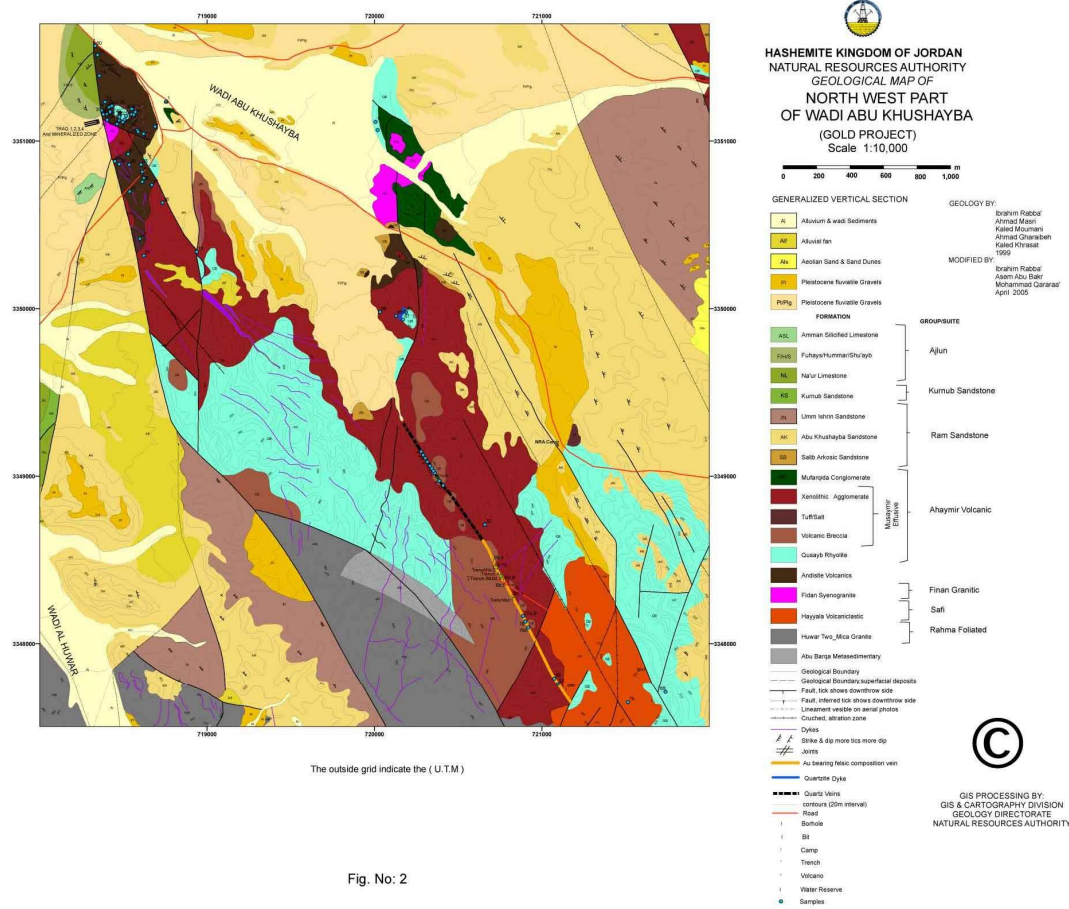 719000
720000
721000
3351000
3350000
3349000
3348000
WADI ABU KHUSHAYBA
TRAQ 1,2,3,4
And MINERALIZED ZONE
NRA Camp
WADI AL HUWAR
719000
720000
721000
3351000
3350000
3349000
3348000
The outside grid indicate the ( U.T.M )
Fig. No: 2
HASHEMITE KINGDOM OF JORDAN
NATURAL RESOURCES AUTHORITY
GEOLOGICAL MAP OF
NORTH WEST PART
OF WADI ABU KHUSHAYBA
(GOLD PROJECT)
Scale 1:10,000
m
0 200 400 600 800 1,000
GENERALIZED VERTICAL SECTION
GEOLOGY BY:
Ibrahim Rabba'
Ahmad Masri
Kaled Moumani
Ahmad Gharaibeh
Kaled Khrasat
1999
MODIFIED BY:
Ibrahim Rabba'
Asem Abu Bakr
Mohammad Qararaa'
April 2005
Al Alluvium & wadi Sediments
Alf Alluvial fan
Als Aeolian Sand & Sand Dunes
Pl Pleistocene fluviatile Gravels
Pl/Plg Pleistocene fluviatile Gravels
FORMATION
GROUP/SUITE
ASL Amman Silicified Limestone
F/H/S Fuhays/Hummar/Shu'ayb
NL Na'ur Limestone
Ajlun
KS Kurnub Sandstone
Kurnub Sandstone
IN Umm Ishrin Sandstone
AK Abu Khushayba Sandstone
SB Salib Arkosic Sandstone
Ram Sandstone
Mufarqida Conglomerate
Xenolithic Agglomerate
Tuff/Salt
Volcanic Breccia
Musaymir
Effusive
Qusayb Rhyolite
Ahaymir Volcanic
Andisite Volcanics
Fidan Syenogranite
Finan Granitic
Hayyala Volcaniclastic
Safi
Huwar Two_Mica Granite
Rahma Foliated
Abu Barqa Metasedimentary
Geological Boundary
Geological Boundary,superfacial deposits
Fault, tick shows downthrow side
Fault, inferred tick shows downthrow side
Lineament vesible on aerial photos
Cruched, altration zone
Dykes
Strike & dip more tics more dip
Joints
Au bearing felsic composition vein
Quartzite Dyke
Quartz Veins
contours (20m interval)
Road
Borhole
Bit
Camp
Trench
Volcano
Water Reserve
Samples
©
GIS PROCESSING BY:
GIS & CARTOGRAPHY DIVISION
GEOLOGY DIRECTORATE
NATURAL RESOURCES AUTHORITY